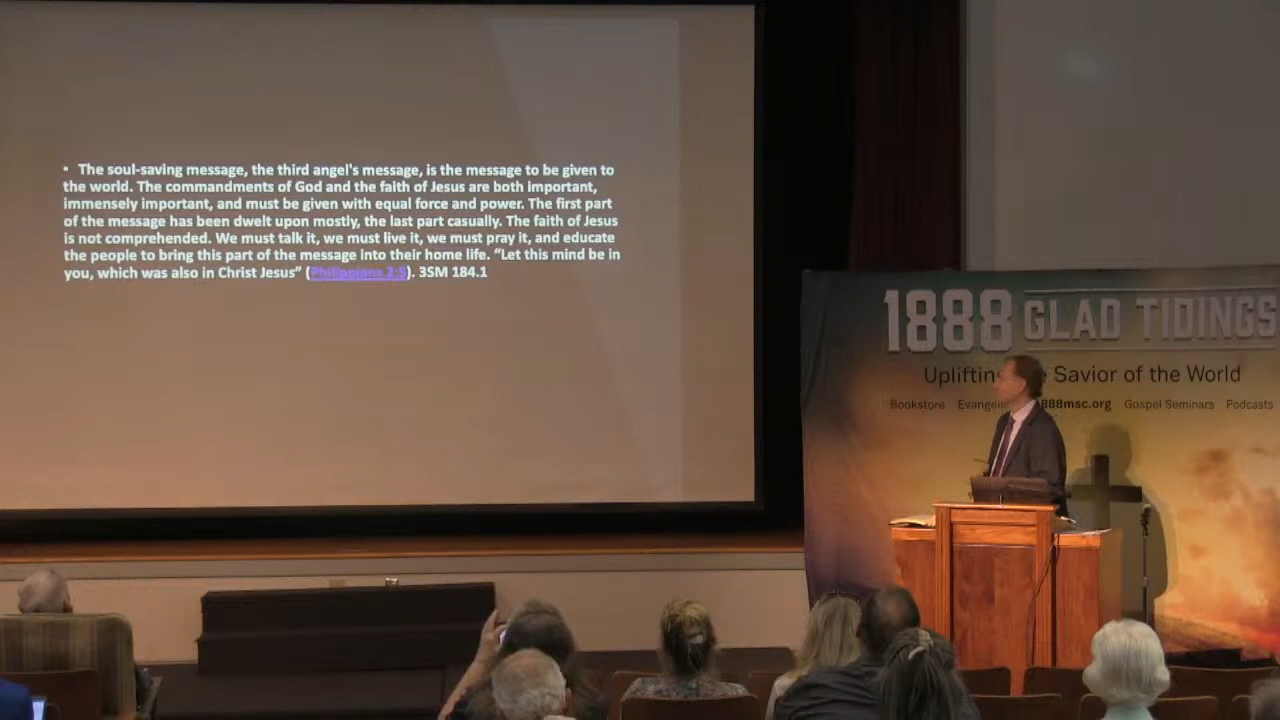 • The soul-saving message, the third angel's message, is the message to be given to
the world. The commandments of God and the faith of Jesus are both important,
immensely important, and must be given with equal force and power. The first part
of the message has been dwelt upon mostly, the last part casually. The faith of Jesus
is not comprehended. We must talk it, we must live it, we must pray it, and educate
the people to bring this part of the message into their home life. “Let this mind be in
you, which was also in Christ Jesus” (Philippians 2:5). 3SM 184.1
1888 GLAD TIDINGS
Savior of the World
Bookstore 888msc.org Gospel Seminars Podcasts